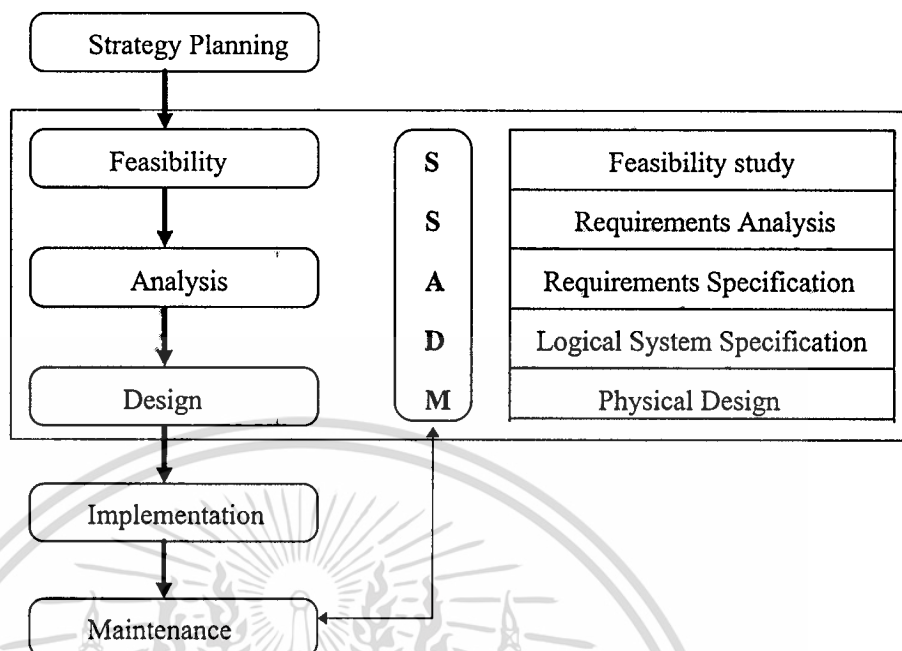 Strategy Planning
Feasibility
Analysis
Design
Implementation
Maintenance
S
S
A
D
M
Feasibility study
Requirements Analysis
Requirements Specification
Logical System Specification
Physical Design